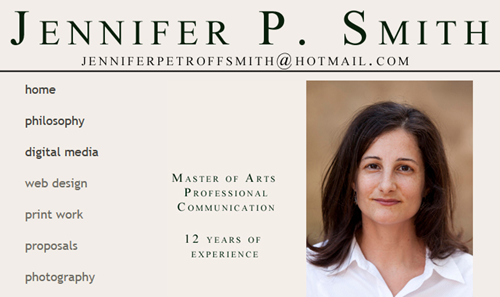 Jennifer P. Smith
jenniferpetroffsmith@hotmail.com
home
philosophy
digital media
web design
print work
proposals
photography
Master of Arts
Professional
Communication
12 years of
experience